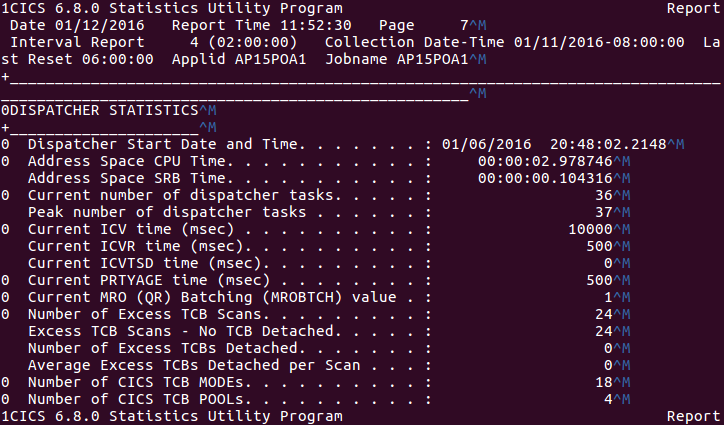 1CICS 6.8.0 Statistics Utility Program                                    Report
 Date 01/12/2016   Report Time 11:52:30   Page      7^M
 Interval Report     4 (02:00:00)   Collection Date-Time 01/11/2016-08:00:00  La
st Reset 06:00:00  Applid AP15POA1  Jobname AP15POA1^M
+_______________________________________________________________________________
____________________________________________________^M
0DISPATCHER STATISTICS^M
+_____________________^M
0  Dispatcher Start Date and Time. . . . . . . : 01/06/2016  20:48:02.2148^M
0  Address Space CPU Time. . . . . . . . . . . :     00:00:02.978746^M
   Address Space SRB Time. . . . . . . . . . . :     00:00:00.104316^M
0  Current number of dispatcher tasks. . . . . :                  36^M
   Peak number of dispatcher tasks . . . . . . :                  37^M
0  Current ICV time (msec) . . . . . . . . . . :               10000^M
   Current ICVR time (msec). . . . . . . . . . :                 500^M
   Current ICVTSD time (msec). . . . . . . . . :                   0^M
0  Current PRTYAGE time (msec) . . . . . . . . :                 500^M
0  Current MRO (QR) Batching (MROBTCH) value . :                   1^M
0  Number of Excess TCB Scans. . . . . . . . . :                  24^M
   Excess TCB Scans - No TCB Detached. . . . . :                  24^M
   Number of Excess TCBs Detached. . . . . . . :                   0^M
   Average Excess TCBs Detached per Scan . . . :                   0^M
0  Number of CICS TCB MODEs. . . . . . . . . . :                  18^M
0  Number of CICS TCB POOLs. . . . . . . . . . :                   4^M
1CICS 6.8.0 Statistics Utility Program                                    Report